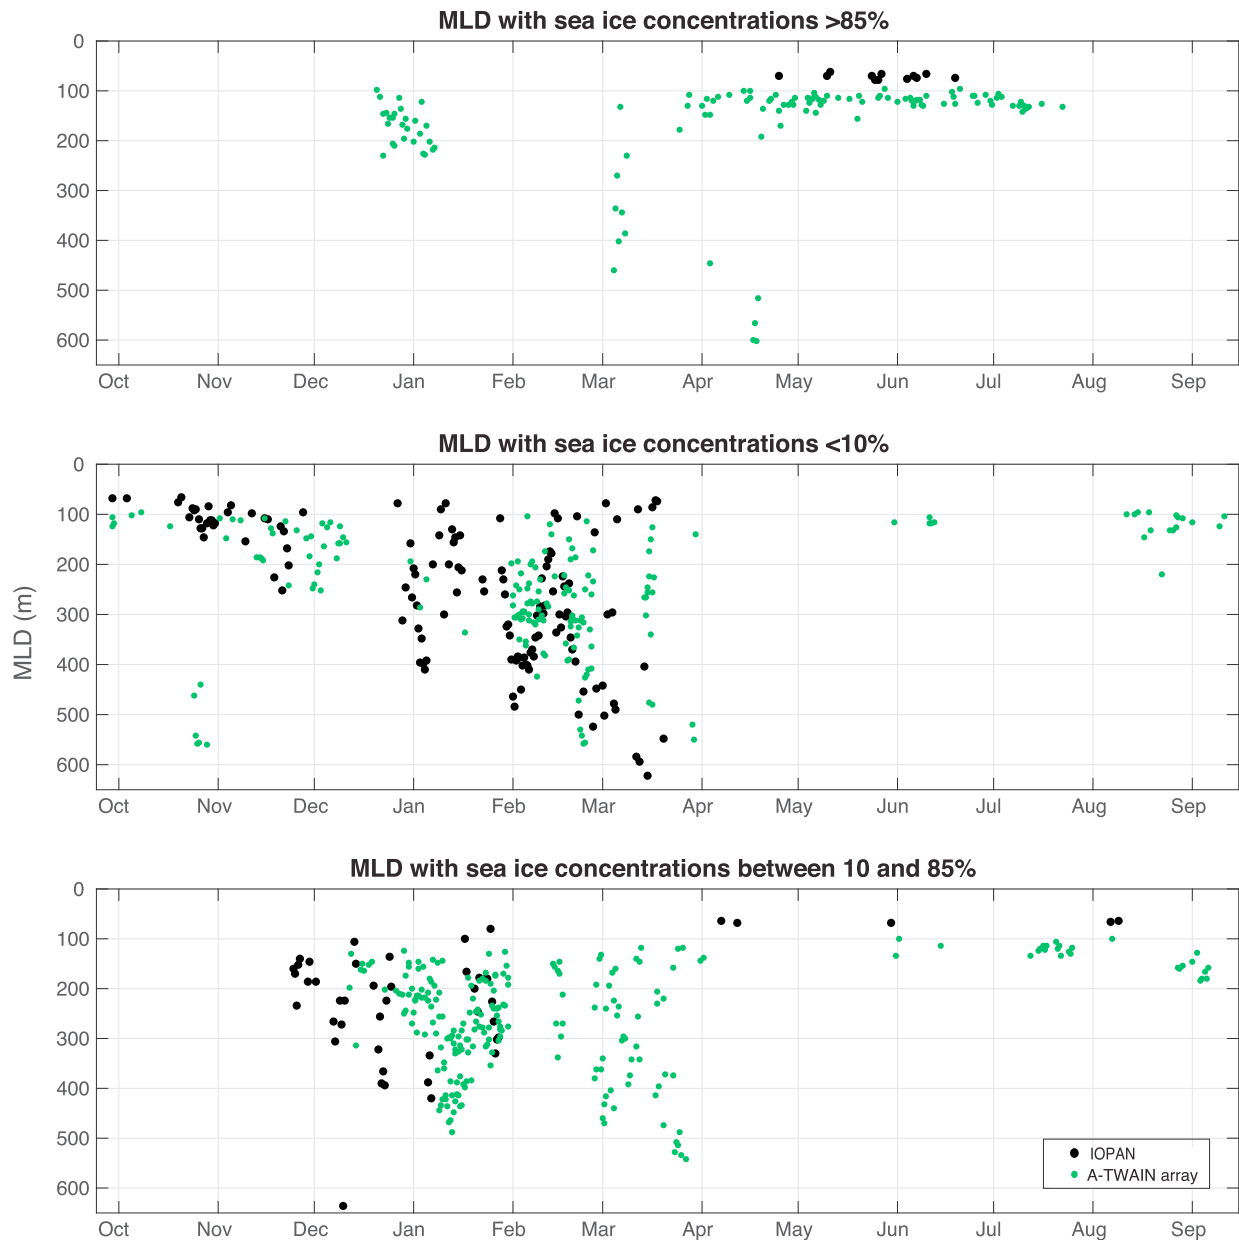 MLD with sea ice concentrations >85%
0
100
200
300
400
500
600
Oct Nov Dec Jan Feb Mar Apr May Jun Jul Aug Sep
MLD with sea ice concentrations <10%
MLD (m)
0
100
200
300
400
500
600
Oct Nov Dec Jan Feb Mar Apr May Jun Jul Aug Sep
MLD with sea ice concentrations between 10 and 85%
0
100
200
300
400
500
600
IOPAN
A-TWAIN array
Oct Nov Dec Jan Feb Mar Apr May Jun Jul Aug Sep